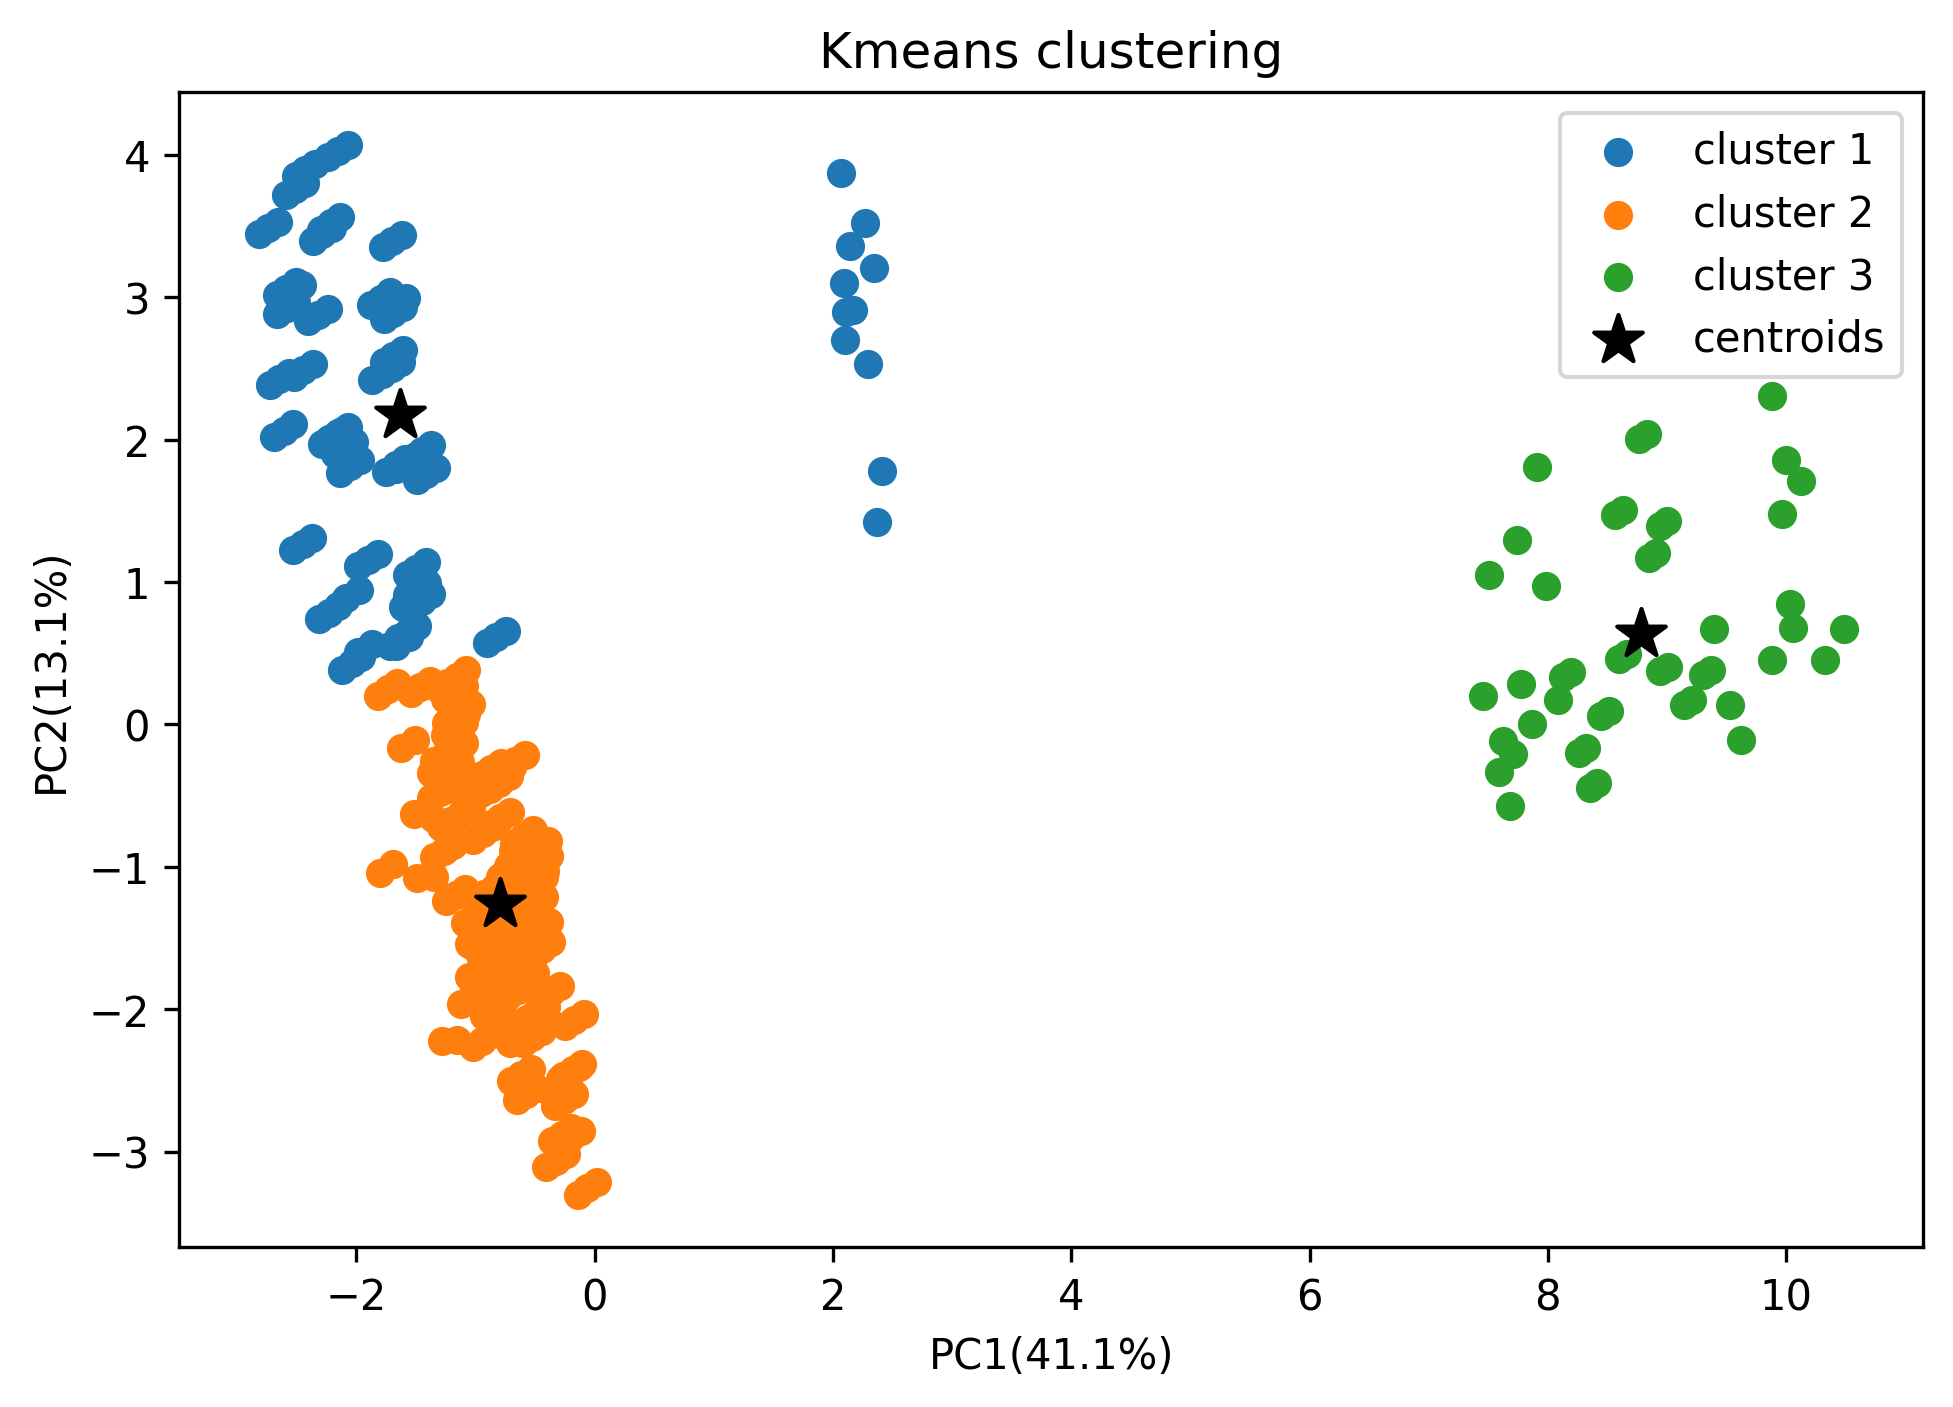 Kmeans clustering
cluster 1
cluster 2
cluster 3
centroids
4
3
2
1
0
−1
−2
−3
PC2(13.1%)
−2 0 2 4 6 8 10
PC1(41.1%)